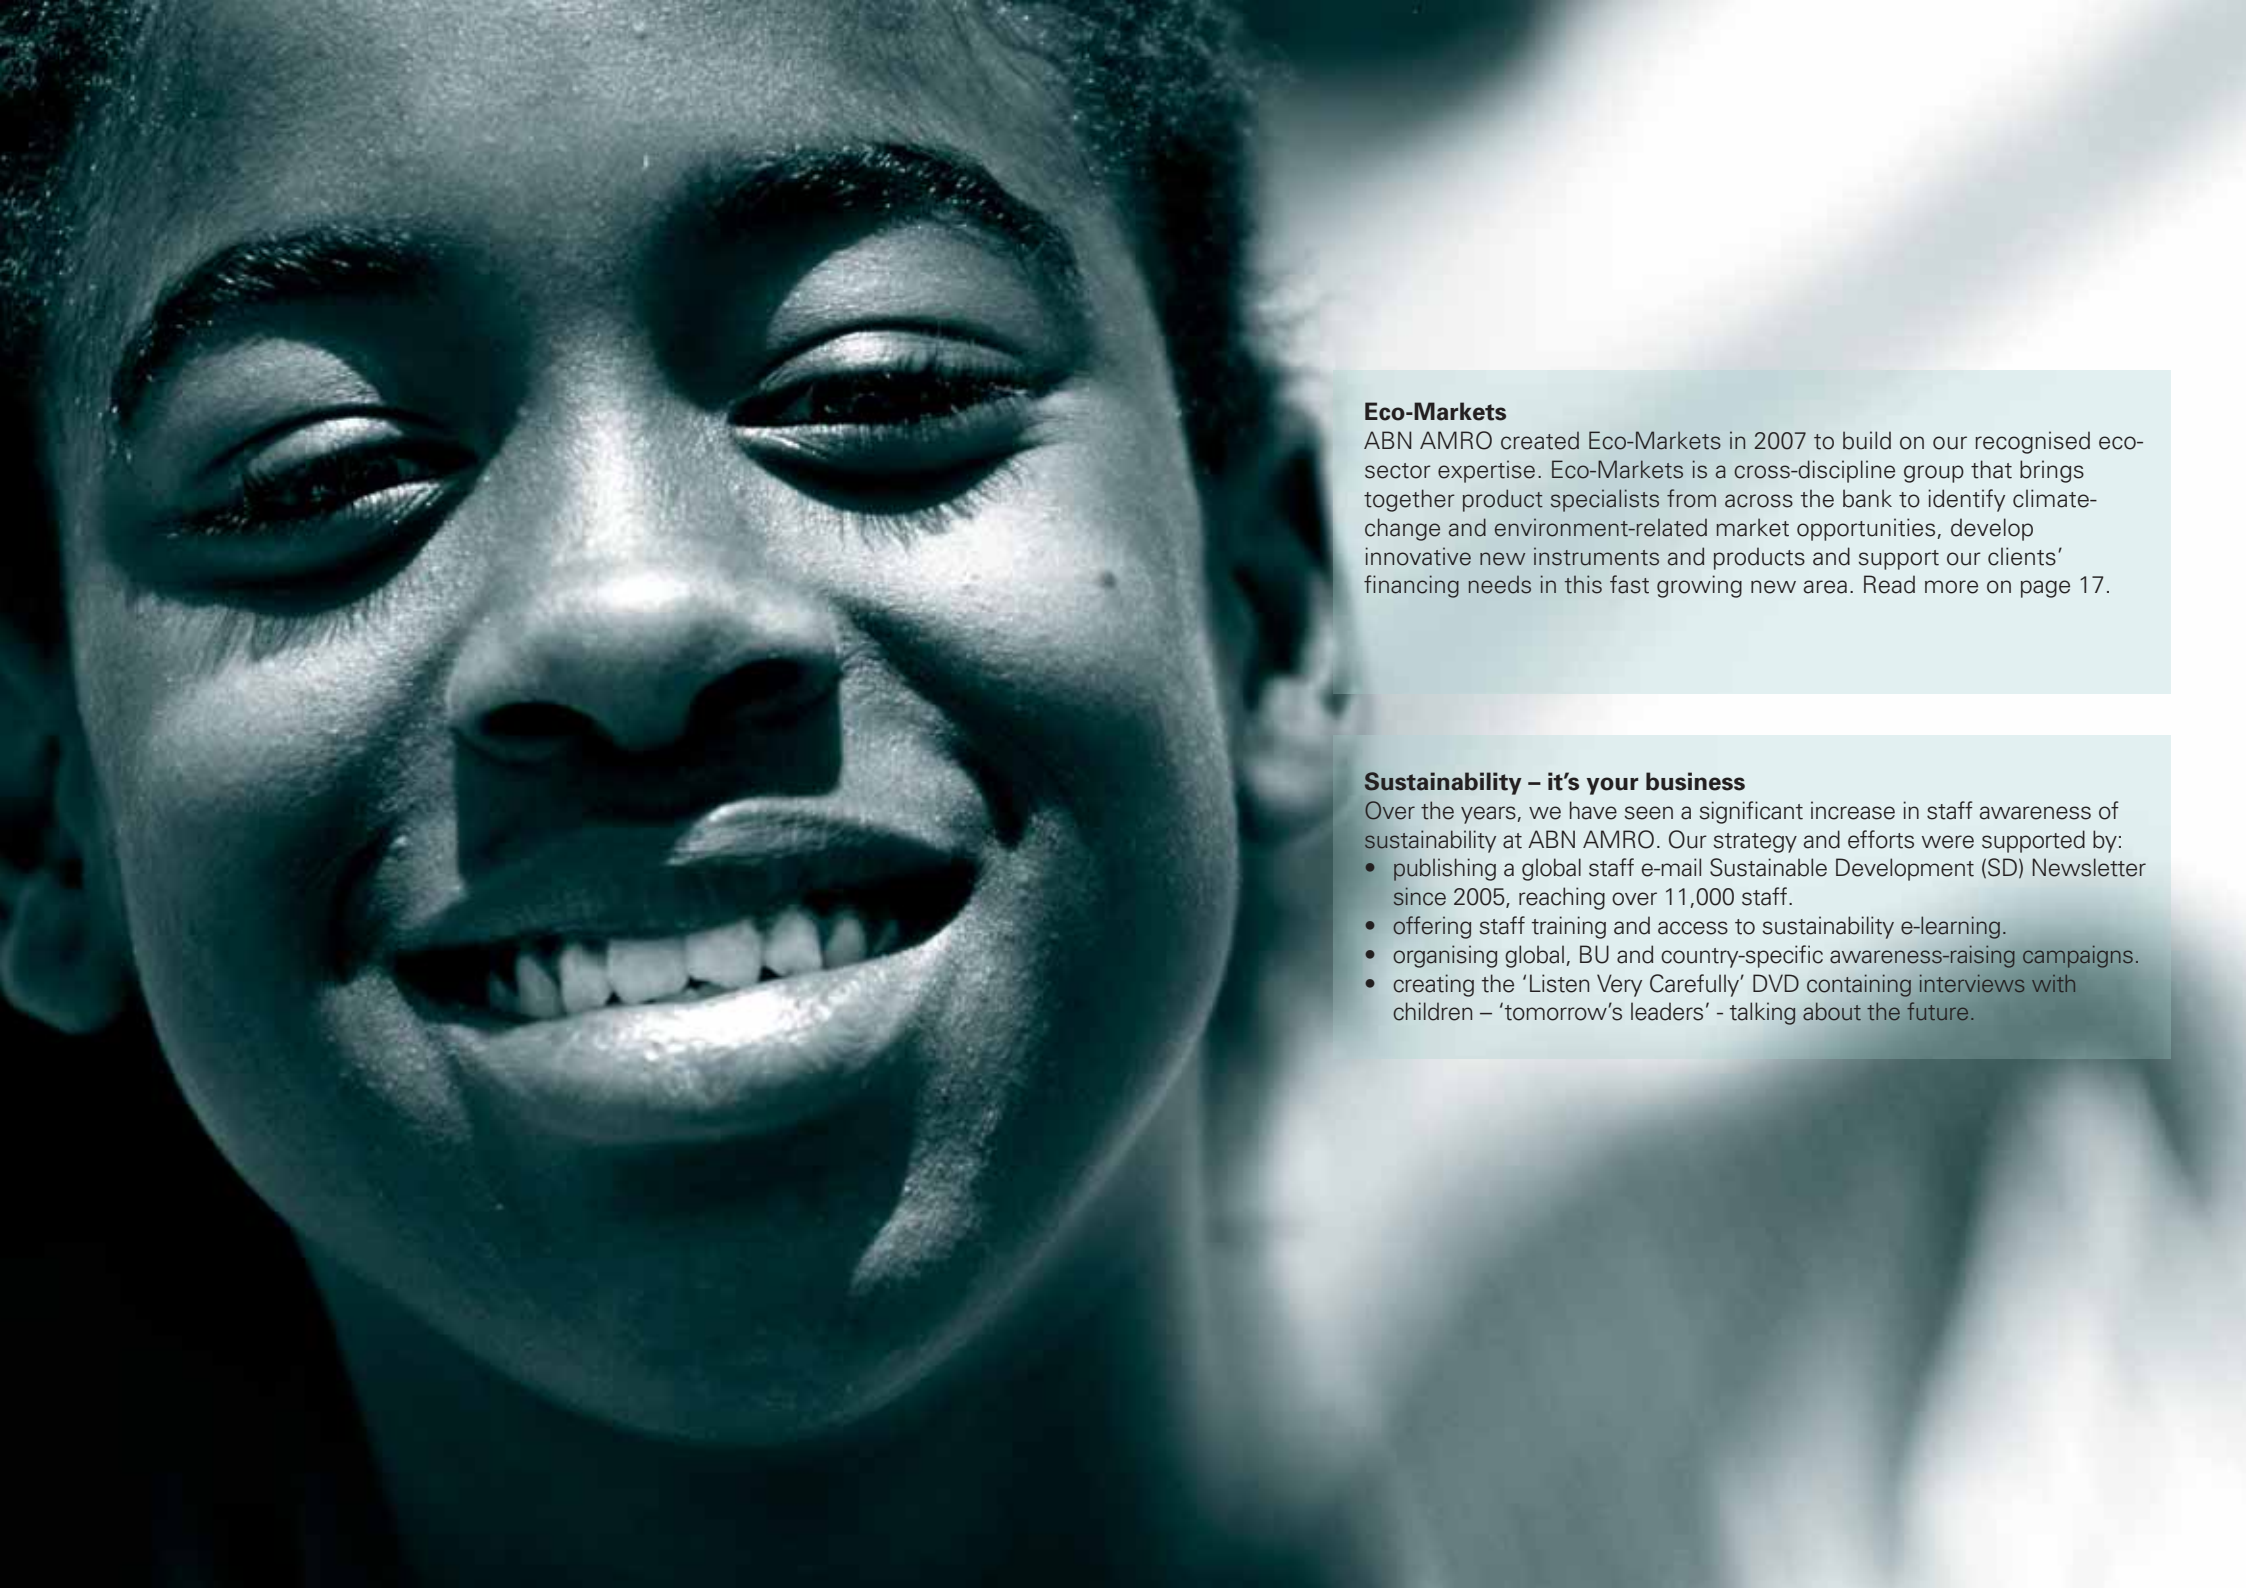 Eco-Markets
ABN AMRO created Eco-Markets in 2007 to build on our recognised eco-
sector expertise. Eco-Markets is a cross-discipline group that brings
together product specialists from across the bank to identify climate-
change and environment-related market opportunities, develop
innovative new instruments and products and support our clients’
financing needs in this fast growing new area. Read more on page 17.
Sustainability – it’s your business
Over the years, we have seen a significant increase in staff awareness of
sustainability at ABN AMRO. Our strategy and efforts were supported by:
• publishing a global staff e-mail Sustainable Development (SD) Newsletter
since 2005, reaching over 11,000 staff.
• offering staff training and access to sustainability e-learning.
• organising global, BU and country-specific awareness-raising campaigns.
• creating the ‘Listen Very Carefully’ DVD containing interviews with
children – ‘tomorrow’s leaders’ - talking about the future.